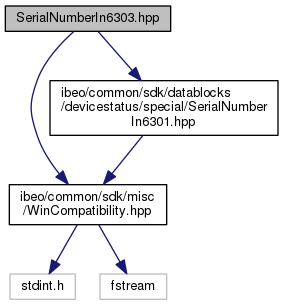 SerialNumberIn6303.hpp
ibeo/common/sdk/datablocks
/devicestatus/special/SerialNumber
In6301.hpp
ibeo/common/sdk/misc
/WinCompatibility.hpp
stdint.h
fstream